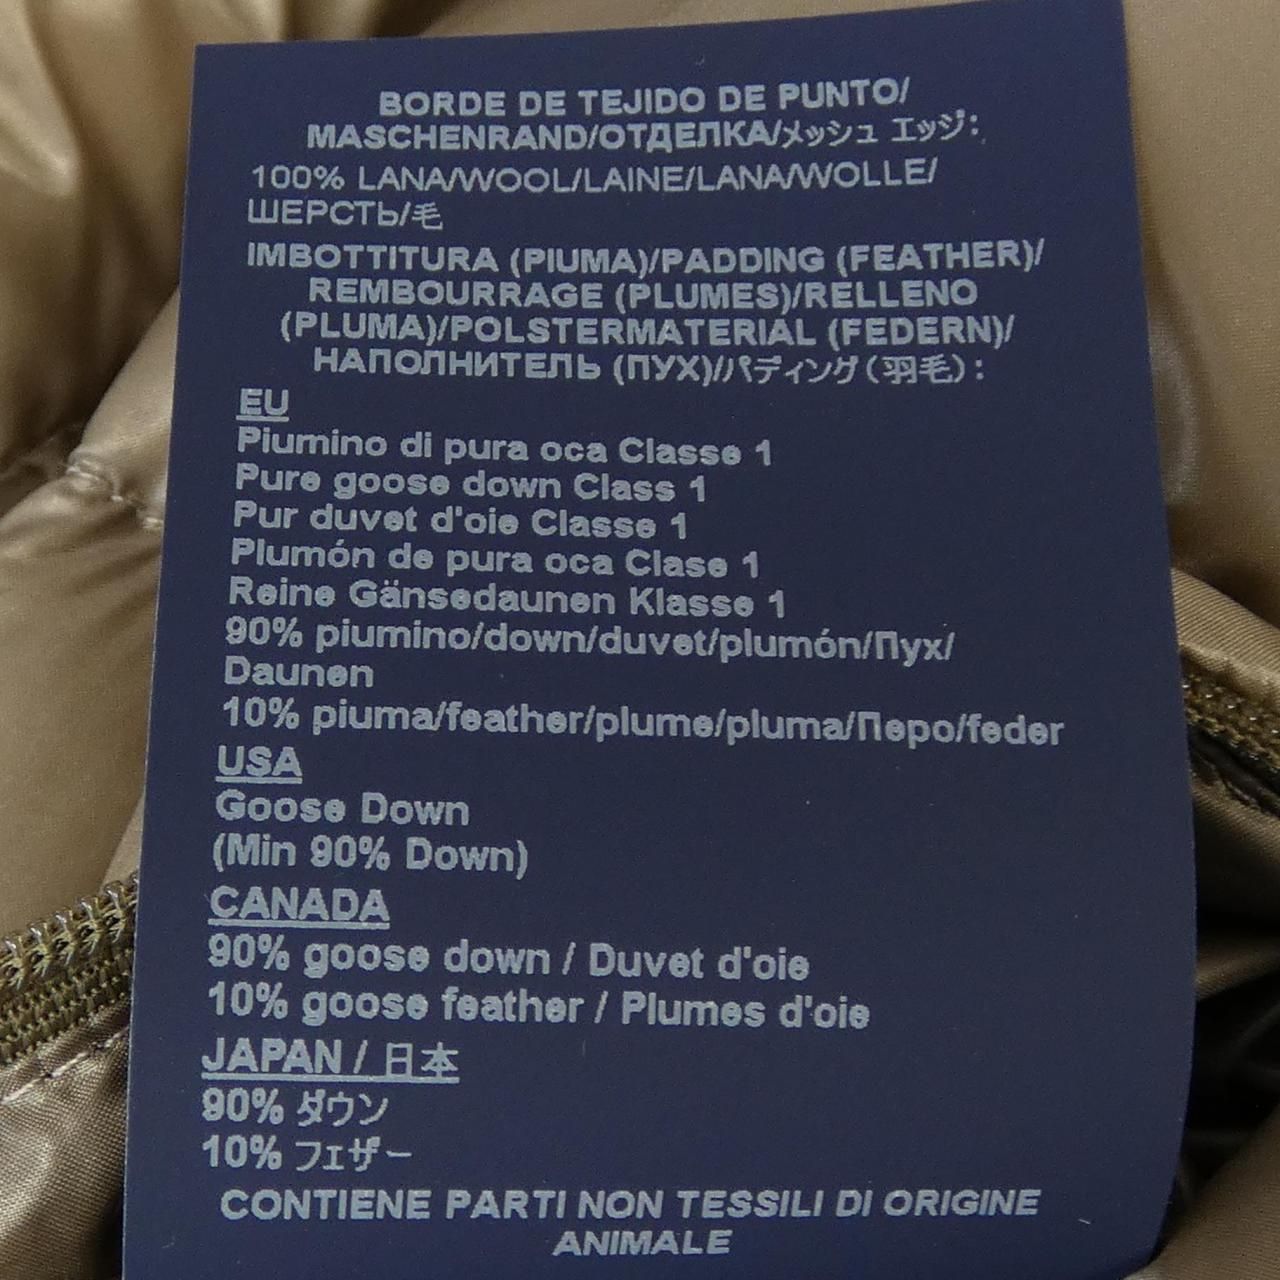 BORDE DE TEJIDO DE PUNTO/
MASCHENRAND/ОТДЕЛКА/メッシュ エッジ:
100% LANA/WOOL/LAINE/LANA/WOLLE/
ШЕРСТЬ/毛
IMBOTTITURA (PIUMA)/PADDING (FEATHER)/
REMBOURRAGE (PLUMES)/RELLENO
(PLUMA)/POLSTERMATERIAL (FEDERN)/
НАПОЛНИТЕЛЬ (ПУХ)/パディング(羽毛):
EU
Piumino di pura oca Classe 1
Pure goose down Class 1
Pur duvet d'oie Classe 1
Plumón de pura oca Clase 1
Reine Gänsedaunen Klasse 1
90% piumino/down/duvet/plumón/Пух/
Daunen
10% piuma/feather/plume/pluma/Перо/feder
USA
Goose Down
(Min 90% Down)
CANADA
90% goose down / Duvet d'oie
10% goose feather / Plumes d'oie
JAPAN / 日本
90% ダウン
10% フェザー
CONTIENE PARTI NON TESSILI DI ORIGINE
ANIMALE